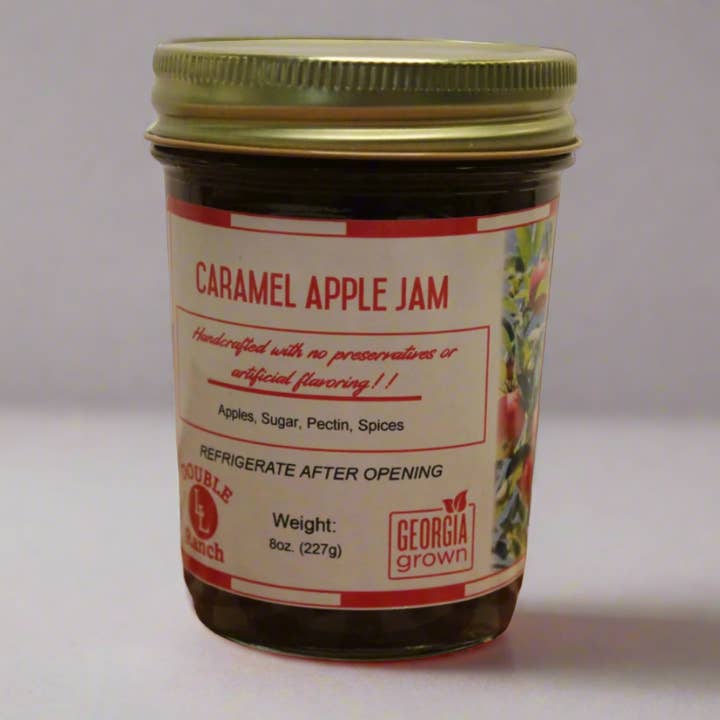 CARAMEL APPLE JAM
Handcrafted with no preservatives or
artificial flavoring!!
Apples, Sugar, Pectin, Spices
REFRIGERATE AFTER OPENING
DOUBLE
Ranch
Weight:
8oz. (227g)
GEORGIA
grown